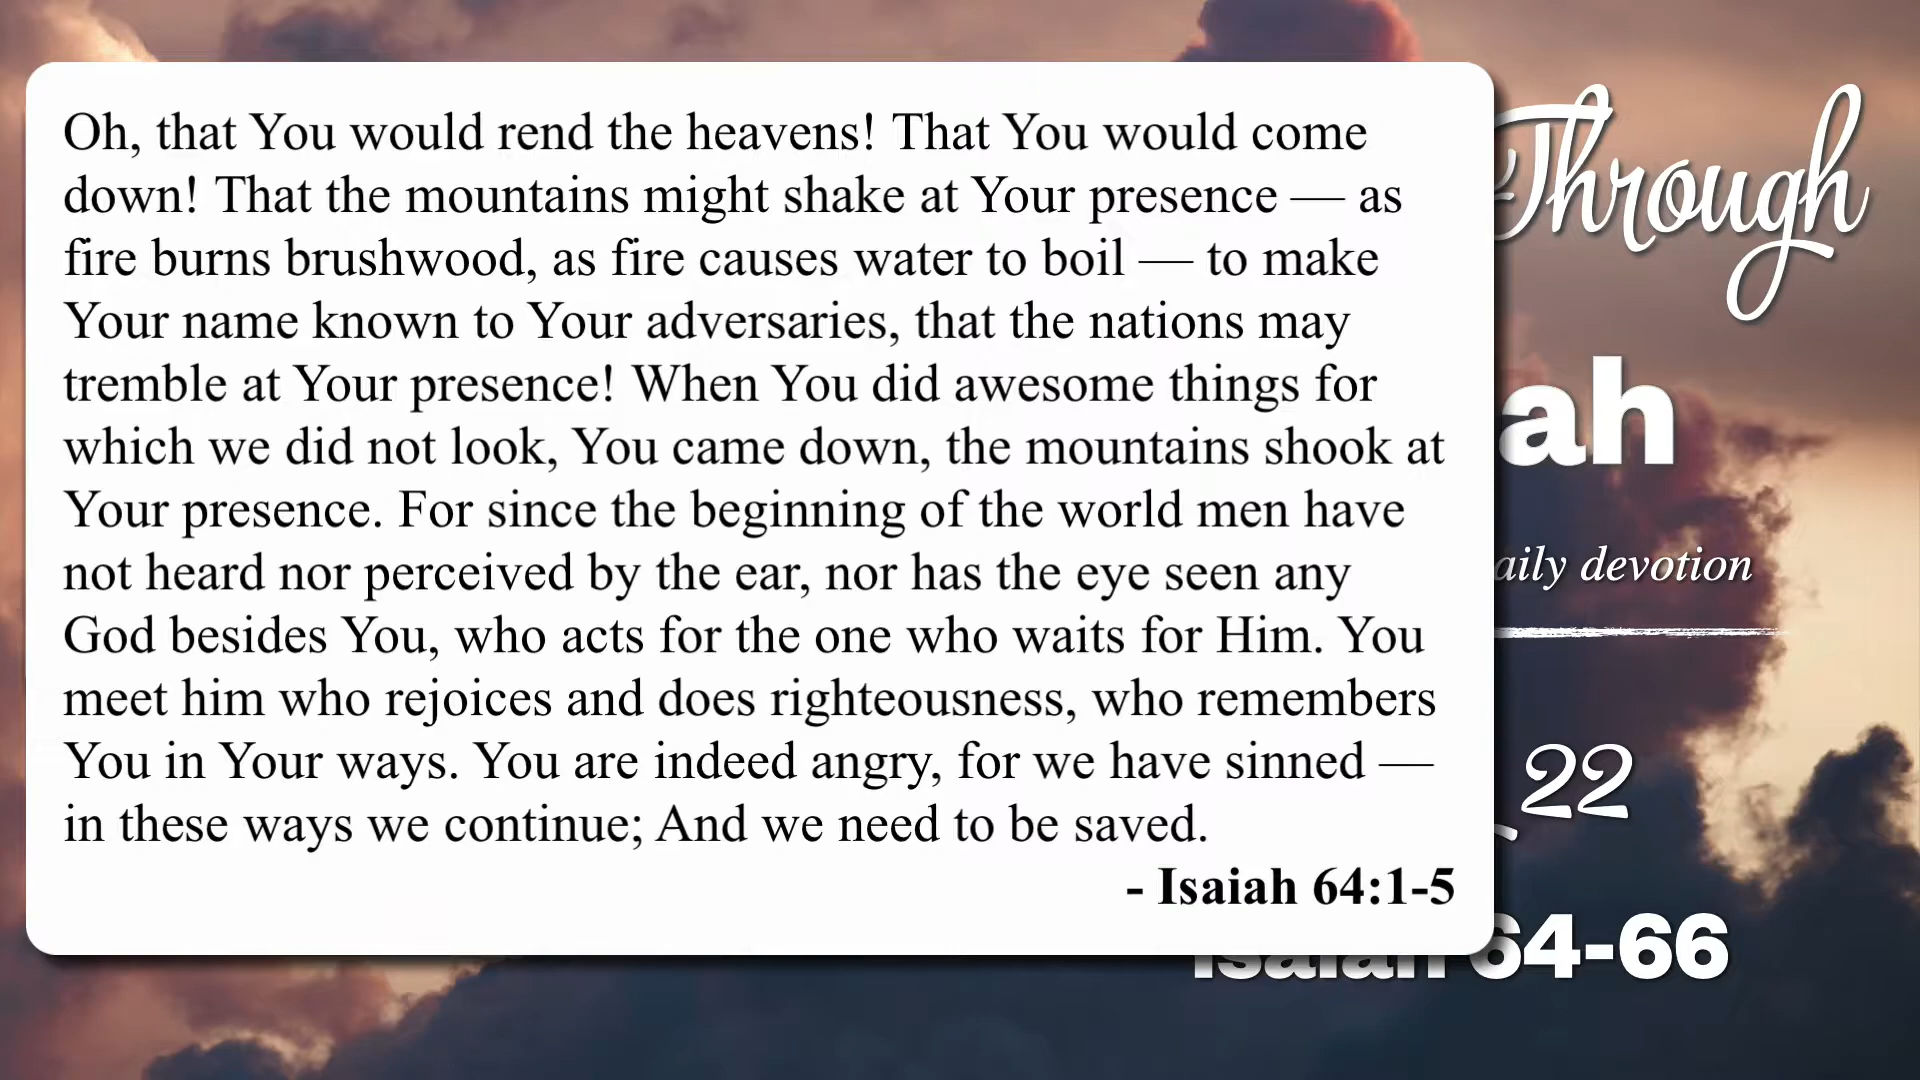 Oh, that You would rend the heavens! That You would come
down! That the mountains might shake at Your presence — as
fire burns brushwood, as fire causes water to boil — to make
Your name known to Your adversaries, that the nations may
tremble at Your presence! When You did awesome things for
which we did not look, You came down, the mountains shook at
Your presence. For since the beginning of the world men have
not heard nor perceived by the ear, nor has the eye seen any
God besides You, who acts for the one who waits for Him. You
meet him who rejoices and does righteousness, who remembers
You in Your ways. You are indeed angry, for we have sinned —
in these ways we continue; And we need to be saved.
- Isaiah 64:1-5
Through
ah
aily devotion
22
Isaiah 64-66